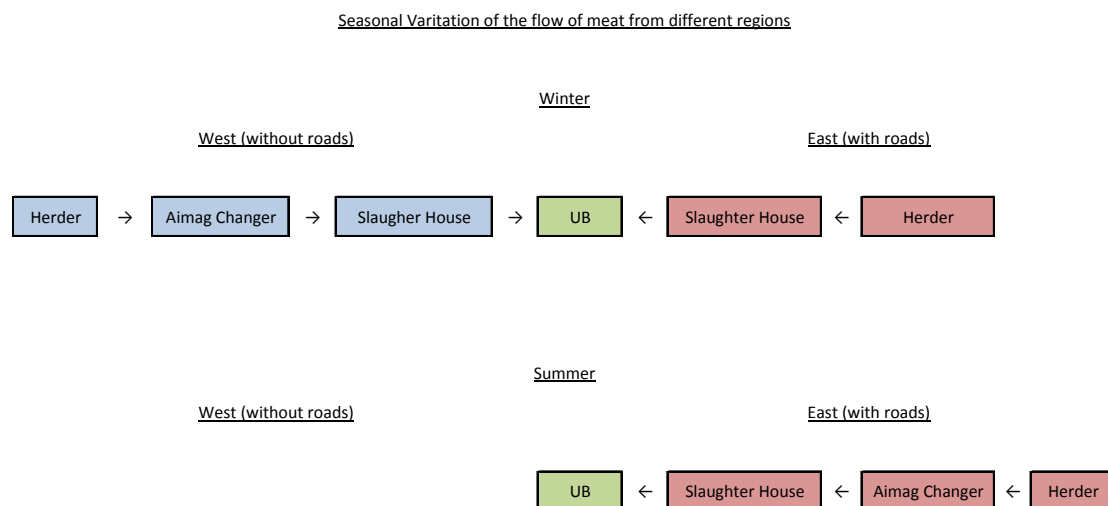 Seasonal Varitation of the flow of meat from different regions
Winter
West (without roads) East (with roads)
Herder → Aimag Changer → Slaugher House → UB ← Slaughter House ← Herder
Summer
West (without roads) East (with roads)
UB ← Slaughter House ← Aimag Changer ← Herder